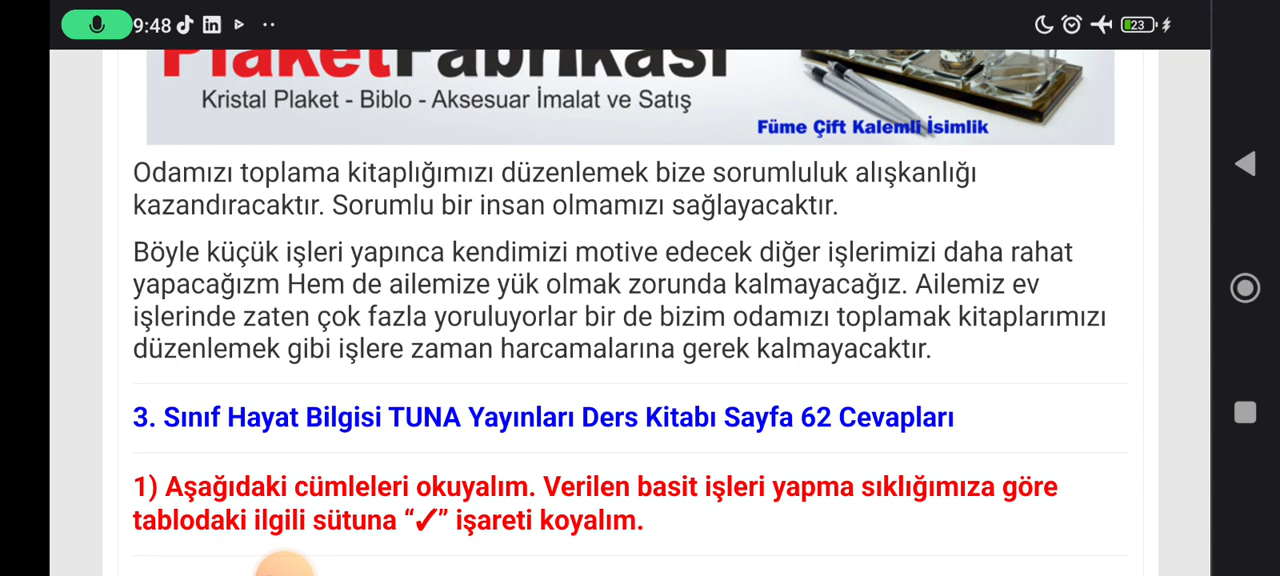 9:48
23
PlaketFabrikası
Kristal Plaket - Biblo - Aksesuar İmalat ve Satış
Füme Çift Kalemli İsimlik
Odamızı toplama kitaplığımızı düzenlemek bize sorumluluk alışkanlığı
kazandıracaktır. Sorumlu bir insan olmamızı sağlayacaktır.
Böyle küçük işleri yapınca kendimizi motive edecek diğer işlerimizi daha rahat
yapacağızm Hem de ailemize yük olmak zorunda kalmayacağız. Ailemiz ev
işlerinde zaten çok fazla yoruluyorlar bir de bizim odamızı toplamak kitaplarımızı
düzenlemek gibi işlere zaman harcamalarına gerek kalmayacaktır.
3. Sınıf Hayat Bilgisi TUNA Yayınları Ders Kitabı Sayfa 62 Cevapları
1) Aşağıdaki cümleleri okuyalım. Verilen basit işleri yapma sıklığımıza göre
tablodaki ilgili sütuna “✓” işareti koyalım.